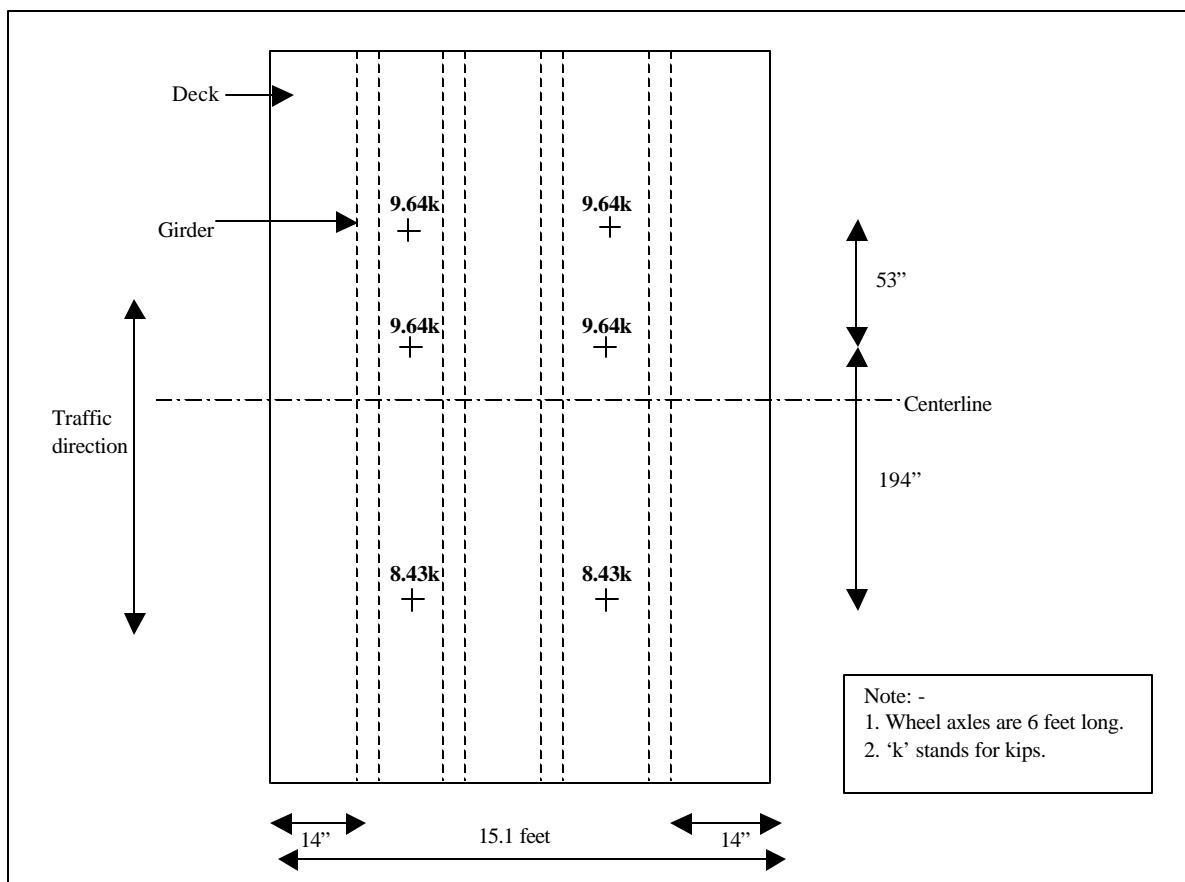 Deck
9.64k 9.64k
Girder
53”
9.64k 9.64k
Centerline
Traffic
direction
194”
8.43k 8.43k
Note: -
1. Wheel axles are 6 feet long.
2. ‘k’ stands for kips.
14” 15.1 feet 14”